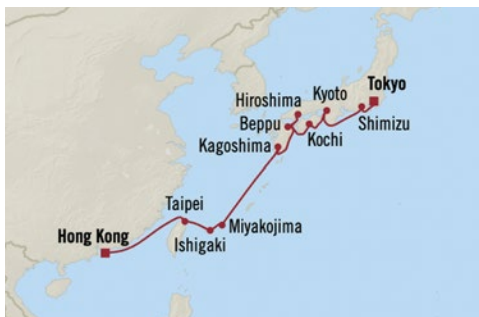 Tokyo
Kyoto
Hiroshima
Beppu
Shimizu
Kochi
Kagoshima
Taipei
Miyakojima
Hong Kong
Ishigaki